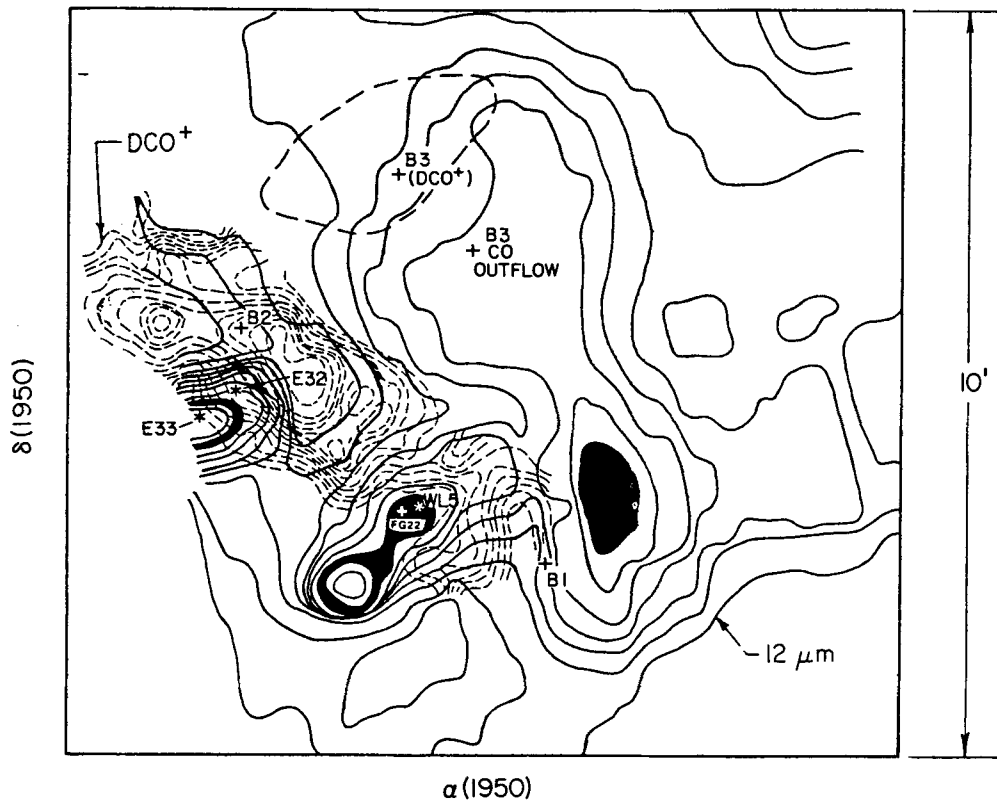 DCO+
B3
(DCO+)
B3
CO
OUTFLOW
B2
E32
E33
WL5
FG22
B1
12 μm
10'
δ (1950)
α (1950)